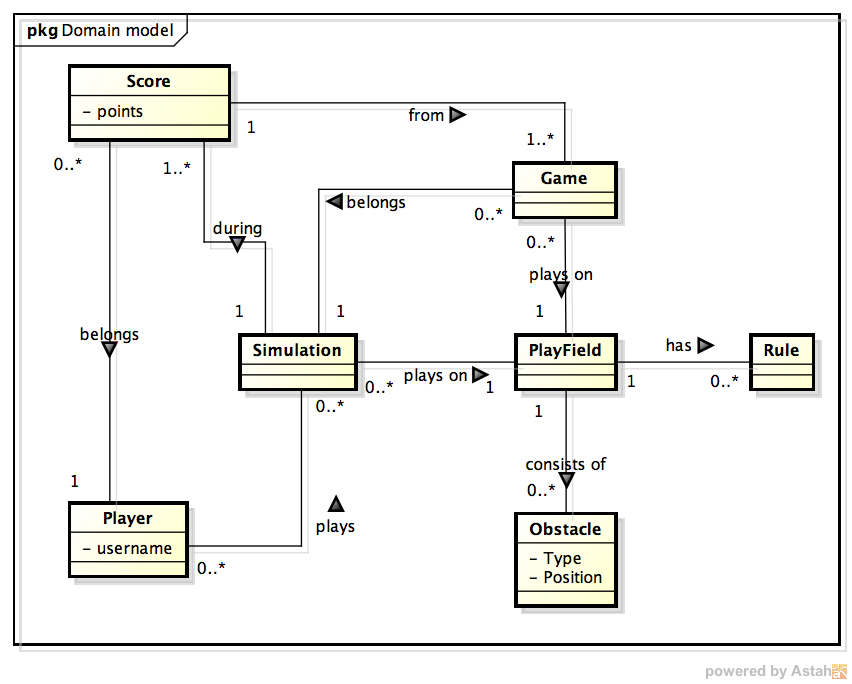 pkg Domain model
Score
- points
from
1
0..*
1..*
1..*
Game
belongs
0..*
during
0..*
plays on
1
1
1
belongs
Simulation
PlayField
has
Rule
plays on
0..*
1
1
0..*
0..*
1
consists of
0..*
1
Player
- username
plays
0..*
Obstacle
- Type
- Position
powered by Astah